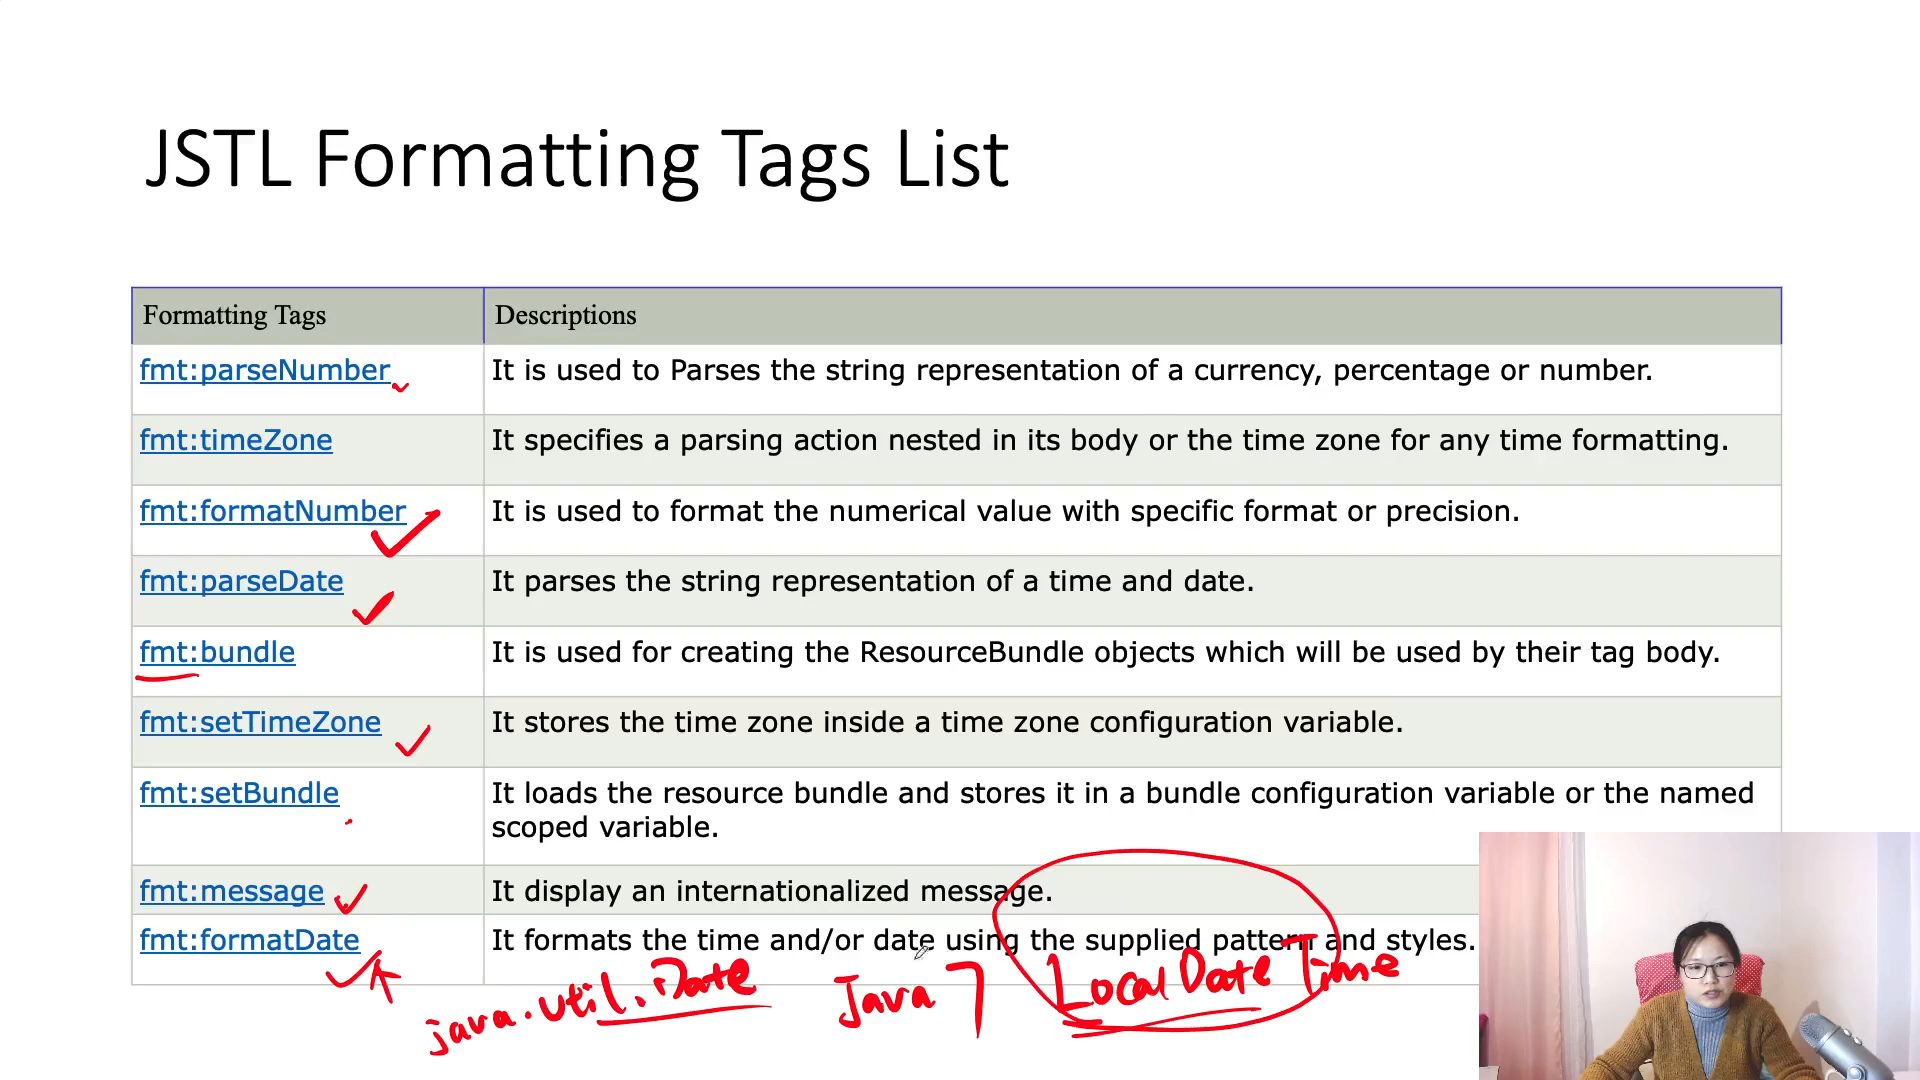 JSTL Formatting Tags List
Formatting Tags Descriptions
fmt:parseNumber It is used to Parses the string representation of a currency, percentage or number.
fmt:timeZone It specifies a parsing action nested in its body or the time zone for any time formatting.
fmt:formatNumber It is used to format the numerical value with specific format or precision.
fmt:parseDate It parses the string representation of a time and date.
fmt:bundle It is used for creating the ResourceBundle objects which will be used by their tag body.
fmt:setTimeZone It stores the time zone inside a time zone configuration variable.
fmt:setBundle It loads the resource bundle and stores it in a bundle configuration variable or the named
scoped variable.
fmt:message It display an internationalized message.
fmt:formatDate It formats the time and/or date using the supplied pattern and styles.
java.util.Date Java 7 LocalDateTime